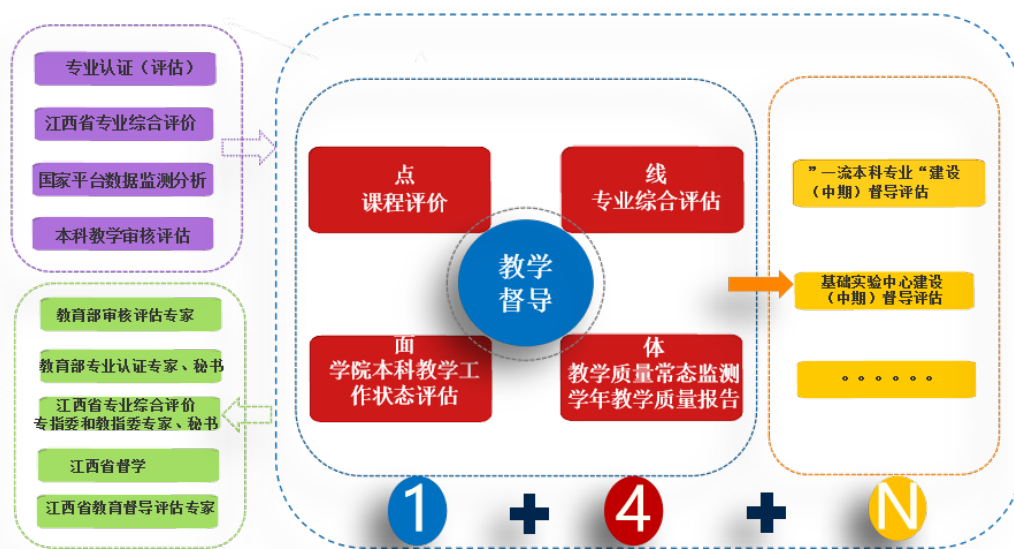 专业认证（评估）
江西省专业综合评价
国家平台数据监测分析
本科教学审核评估
教育部审核评估专家
教育部专业认证专家、秘书
江西省专业综合评价
专指委和教指委专家、秘书
江西省督学
江西省教育督导评估专家
点
课程评价
线
专业综合评估
教学
督导
面
学院本科教学工
作状态评估
体
教学质量常态监测
学年教学质量报告
”一流本科专业“建设
（中期）督导评估
基础实验中心建设
（中期）督导评估
。。。。。。
1 + 4 + N